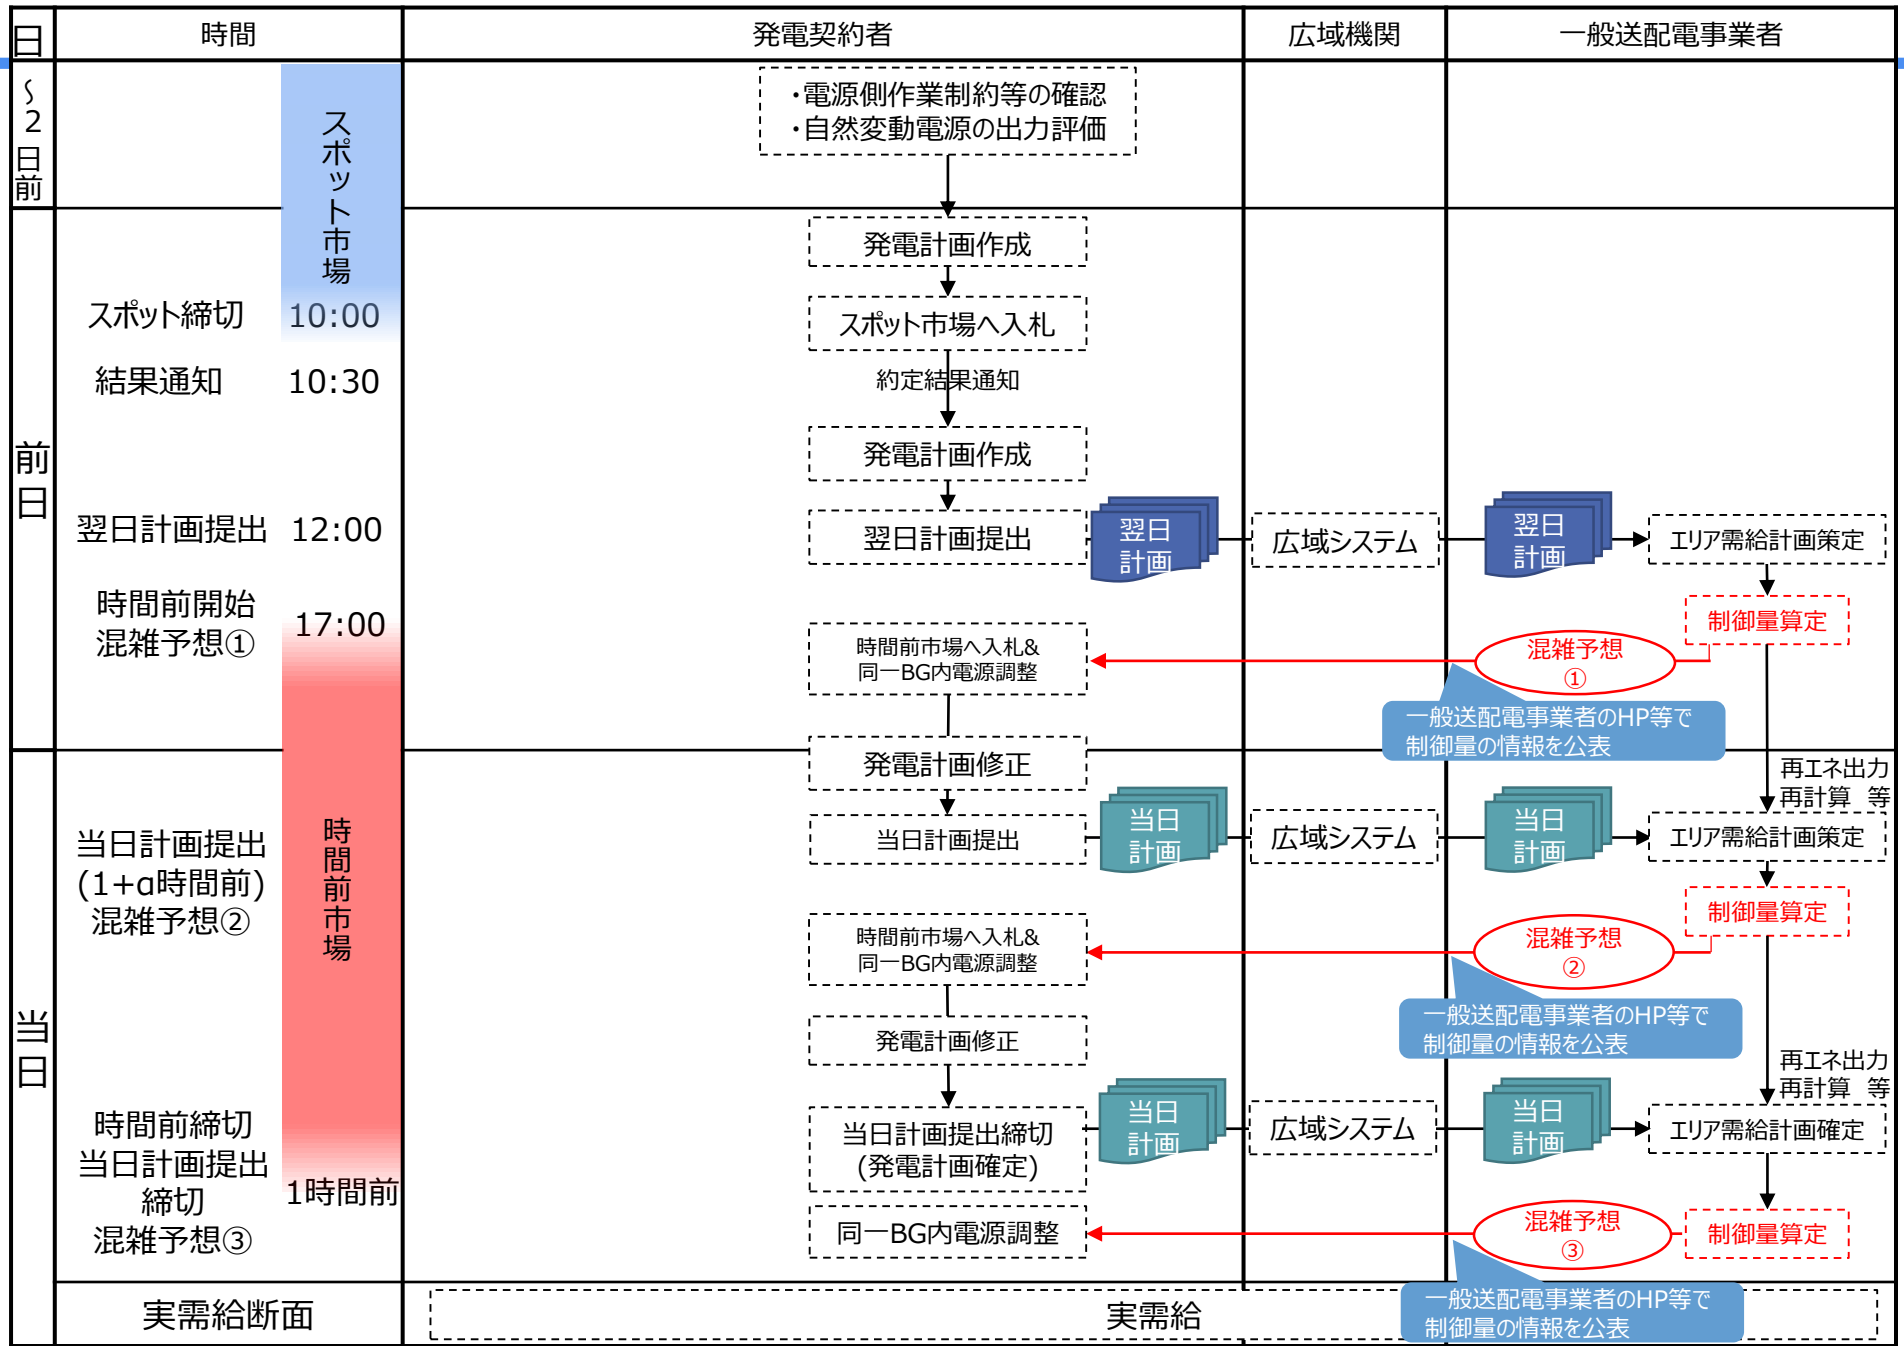 日
時間
発電契約者
広域機関
一般送配電事業者
～2日前
スポット市場
・電源側作業制約等の確認
・自然変動電源の出力評価
前日
発電計画作成
スポット締切
10:00
スポット市場へ入札
結果通知
10:30
約定結果通知
発電計画作成
翌日計画提出
12:00
翌日計画提出
翌日
計画
広域システム
翌日
計画
エリア需給計画策定
時間前開始
混雑予想①
17:00
制御量算定
時間前市場へ入札&
同一BG内電源調整
混雑予想
①
一般送配電事業者のHP等で
制御量の情報を公表
当日
時間前市場
発電計画修正
再エネ出力
再計算 等
当日計画提出
(1+α時間前)
混雑予想②
当日計画提出
当日
計画
広域システム
当日
計画
エリア需給計画策定
制御量算定
時間前市場へ入札&
同一BG内電源調整
混雑予想
②
一般送配電事業者のHP等で
制御量の情報を公表
発電計画修正
再エネ出力
再計算 等
時間前締切
当日計画提出
締切
混雑予想③
1時間前
当日計画提出締切
(発電計画確定)
当日
計画
広域システム
当日
計画
エリア需給計画確定
同一BG内電源調整
混雑予想
③
制御量算定
一般送配電事業者のHP等で
制御量の情報を公表
実需給断面
実需給